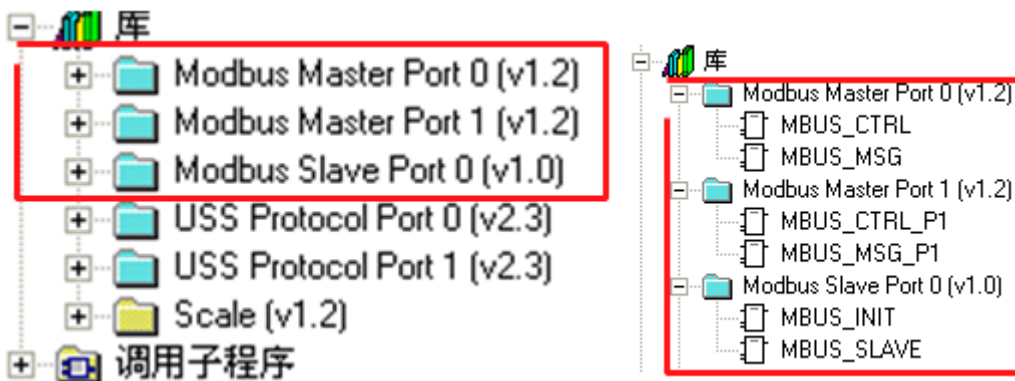 库
Modbus Master Port 0 (v1.2)
Modbus Master Port 1 (v1.2)
Modbus Slave Port 0 (v1.0)
USS Protocol Port 0 (v2.3)
USS Protocol Port 1 (v2.3)
Scale (v1.2)
调用子程序
库
Modbus Master Port 0 (v1.2)
MBUS_CTRL
MBUS_MSG
Modbus Master Port 1 (v1.2)
MBUS_CTRL_P1
MBUS_MSG_P1
Modbus Slave Port 0 (v1.0)
MBUS_INIT
MBUS_SLAVE